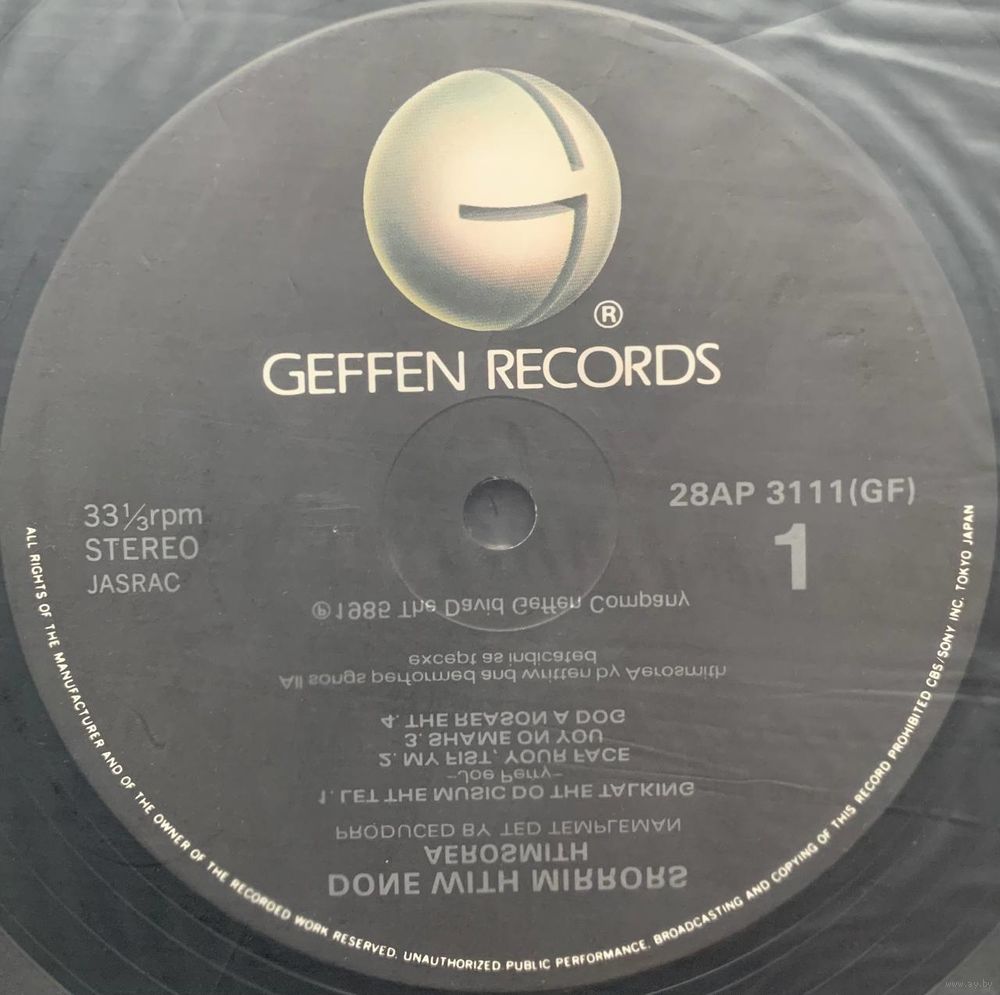 ®
GEFFEN RECORDS
28AP 3111(GF)
1
33⅓rpm
STEREO
JASRAC
℗1985 The David Geffen Company
except as indicated
All songs performed and written by Aerosmith
4. THE REASON A DOG
3. SHAME ON YOU
2. MY FIST, YOUR FACE
–Joe Perry–
1. LET THE MUSIC DO THE TALKING
PRODUCED BY TED TEMPLEMAN
AEROSMITH
DONE WITH MIRRORS
ALL RIGHTS OF THE MANUFACTURER AND OF THE OWNER OF THE RECORDED WORK RESERVED. UNAUTHORIZED PUBLIC PERFORMANCE, BROADCASTING AND COPYING OF THIS RECORD PROHIBITED CBS/SONY INC. TOKYO JAPAN
www.ay.by